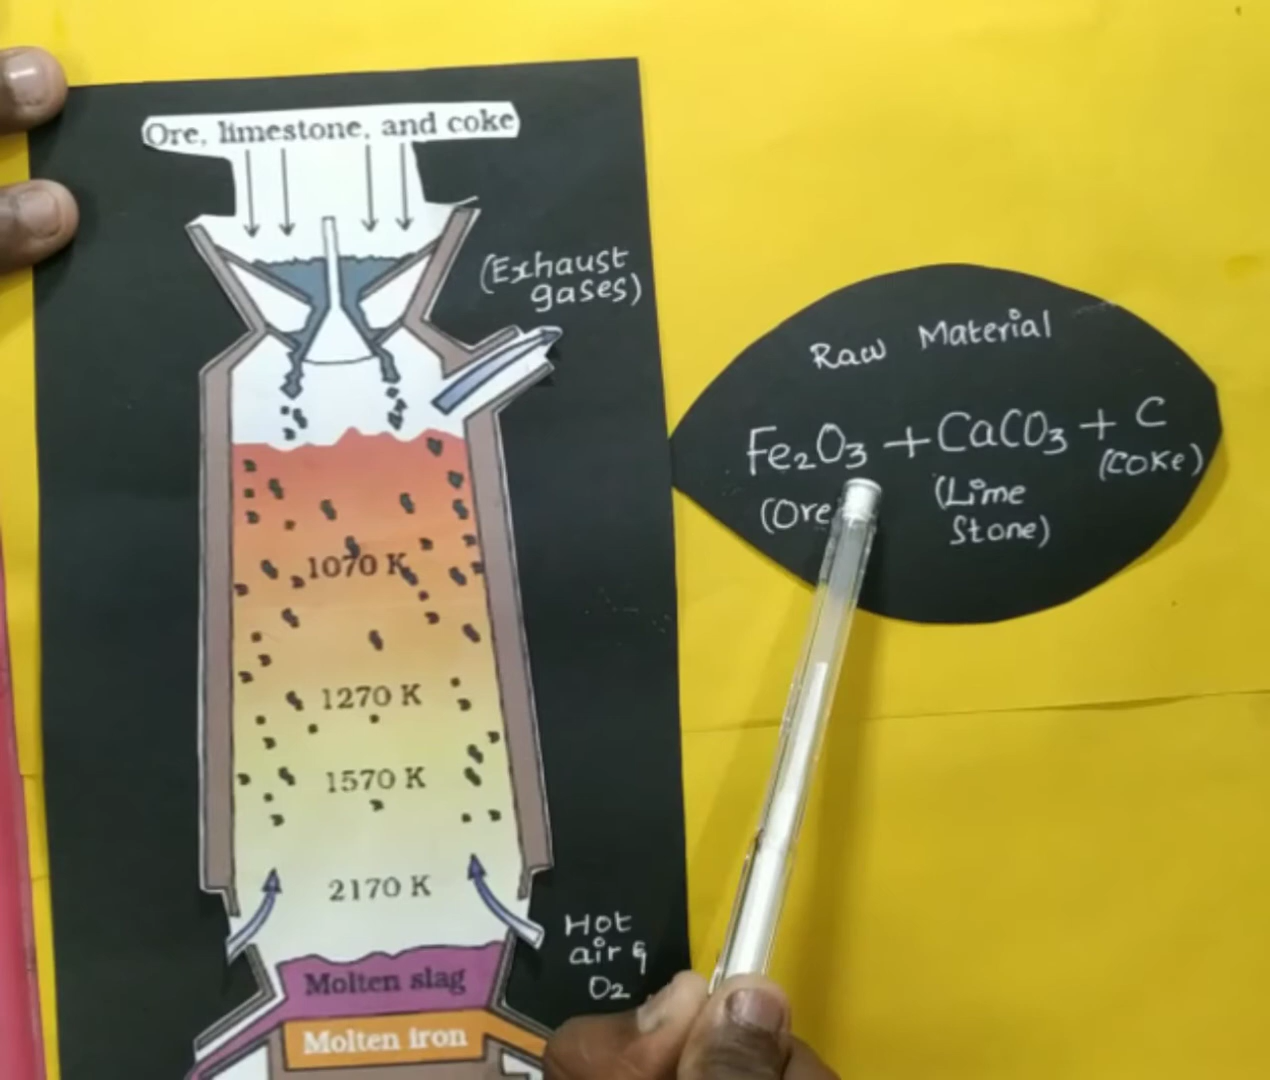 Ore, limestone, and coke
(Exhaust
gases)
1070 K
1270 K
1570 K
2170 K
Hot
air &
O2
Molten slag
Molten iron
Raw Material
Fe2O3 + CaCO3 + C
(Ore
(Lime
Stone)
(COKe)